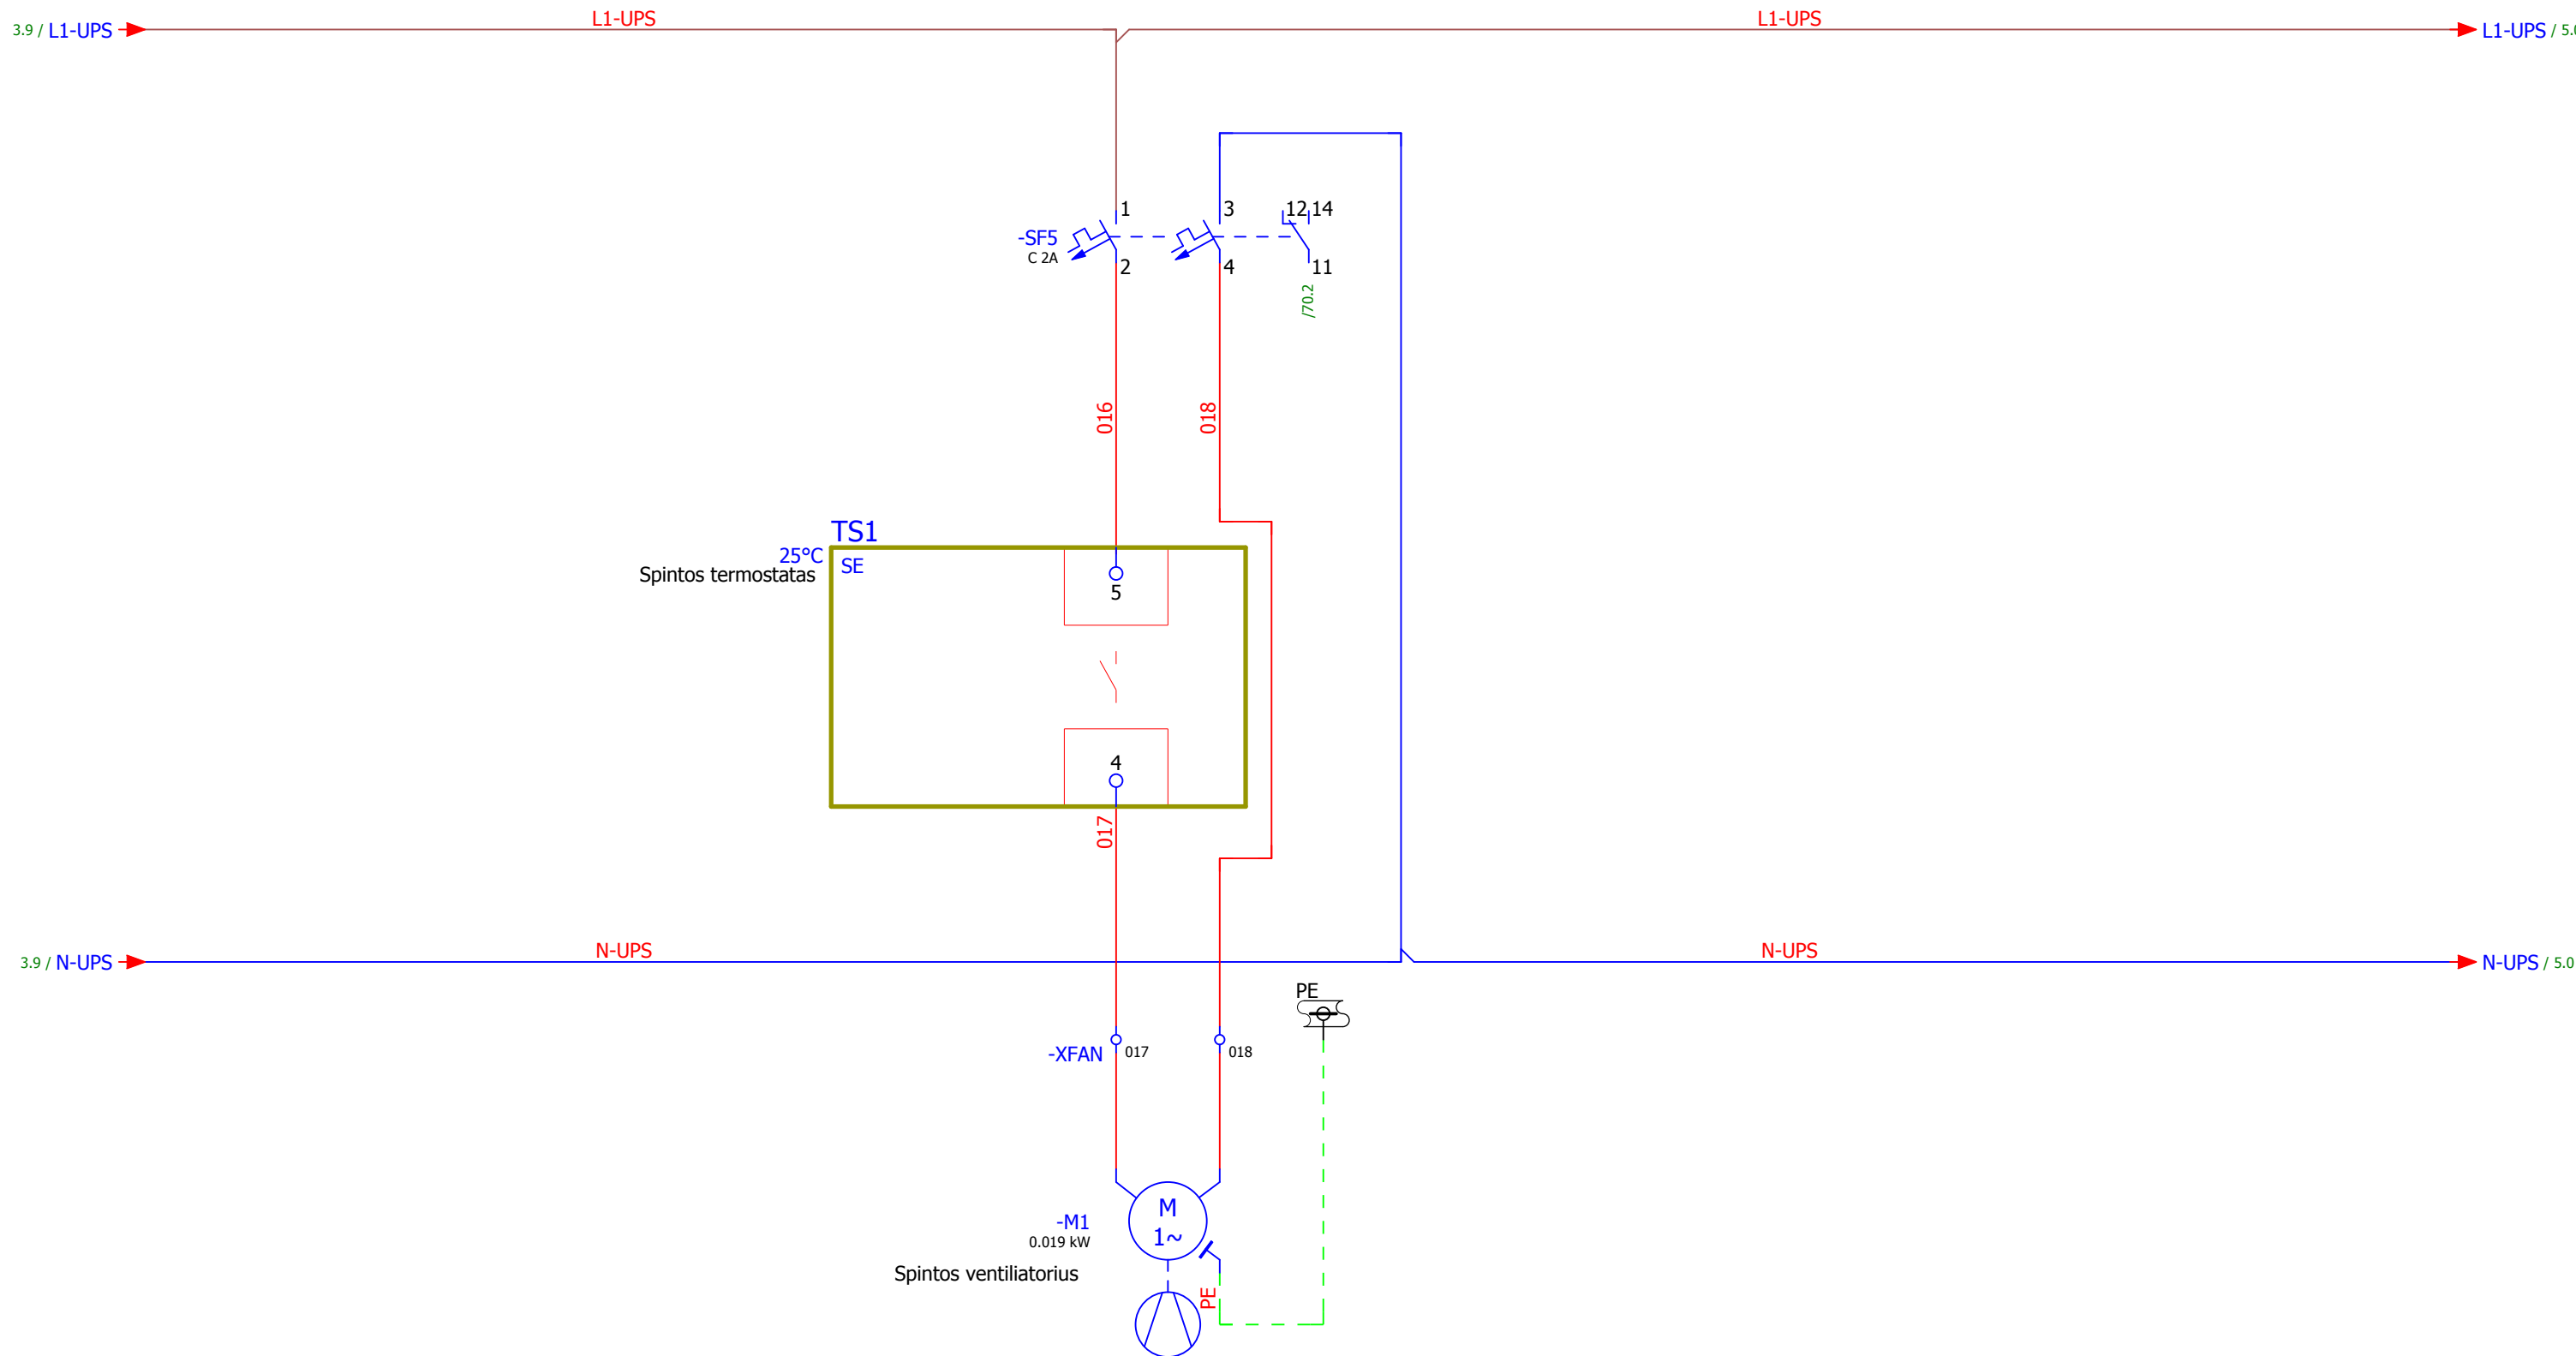 L1-UPS
L1-UPS
3.9 / L1-UPS
L1-UPS / 5.0
1
3
12
14
-SF5
C 2A
2
4
11
/70.2
016
018
TS1
25°C
SE
Spintos termostatas
5
4
017
N-UPS
N-UPS
3.9 / N-UPS
N-UPS / 5.0
PE
-XFAN
017
018
M
1~
-M1
0.019 kW
Spintos ventiliatorius
PE